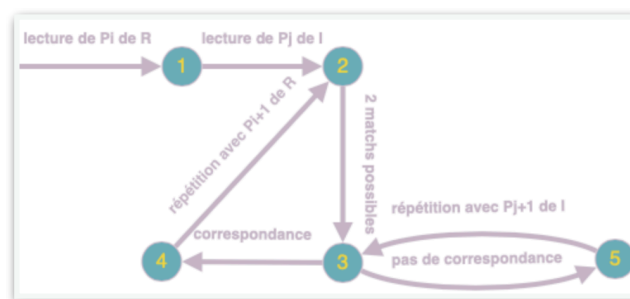 lecture de Pi de R
lecture de Pj de I
1
2
répétition avec Pi+1 de R
2 matchs possibles
répétition avec Pj+1 de I
correspondance
pas de correspondance
4
3
5